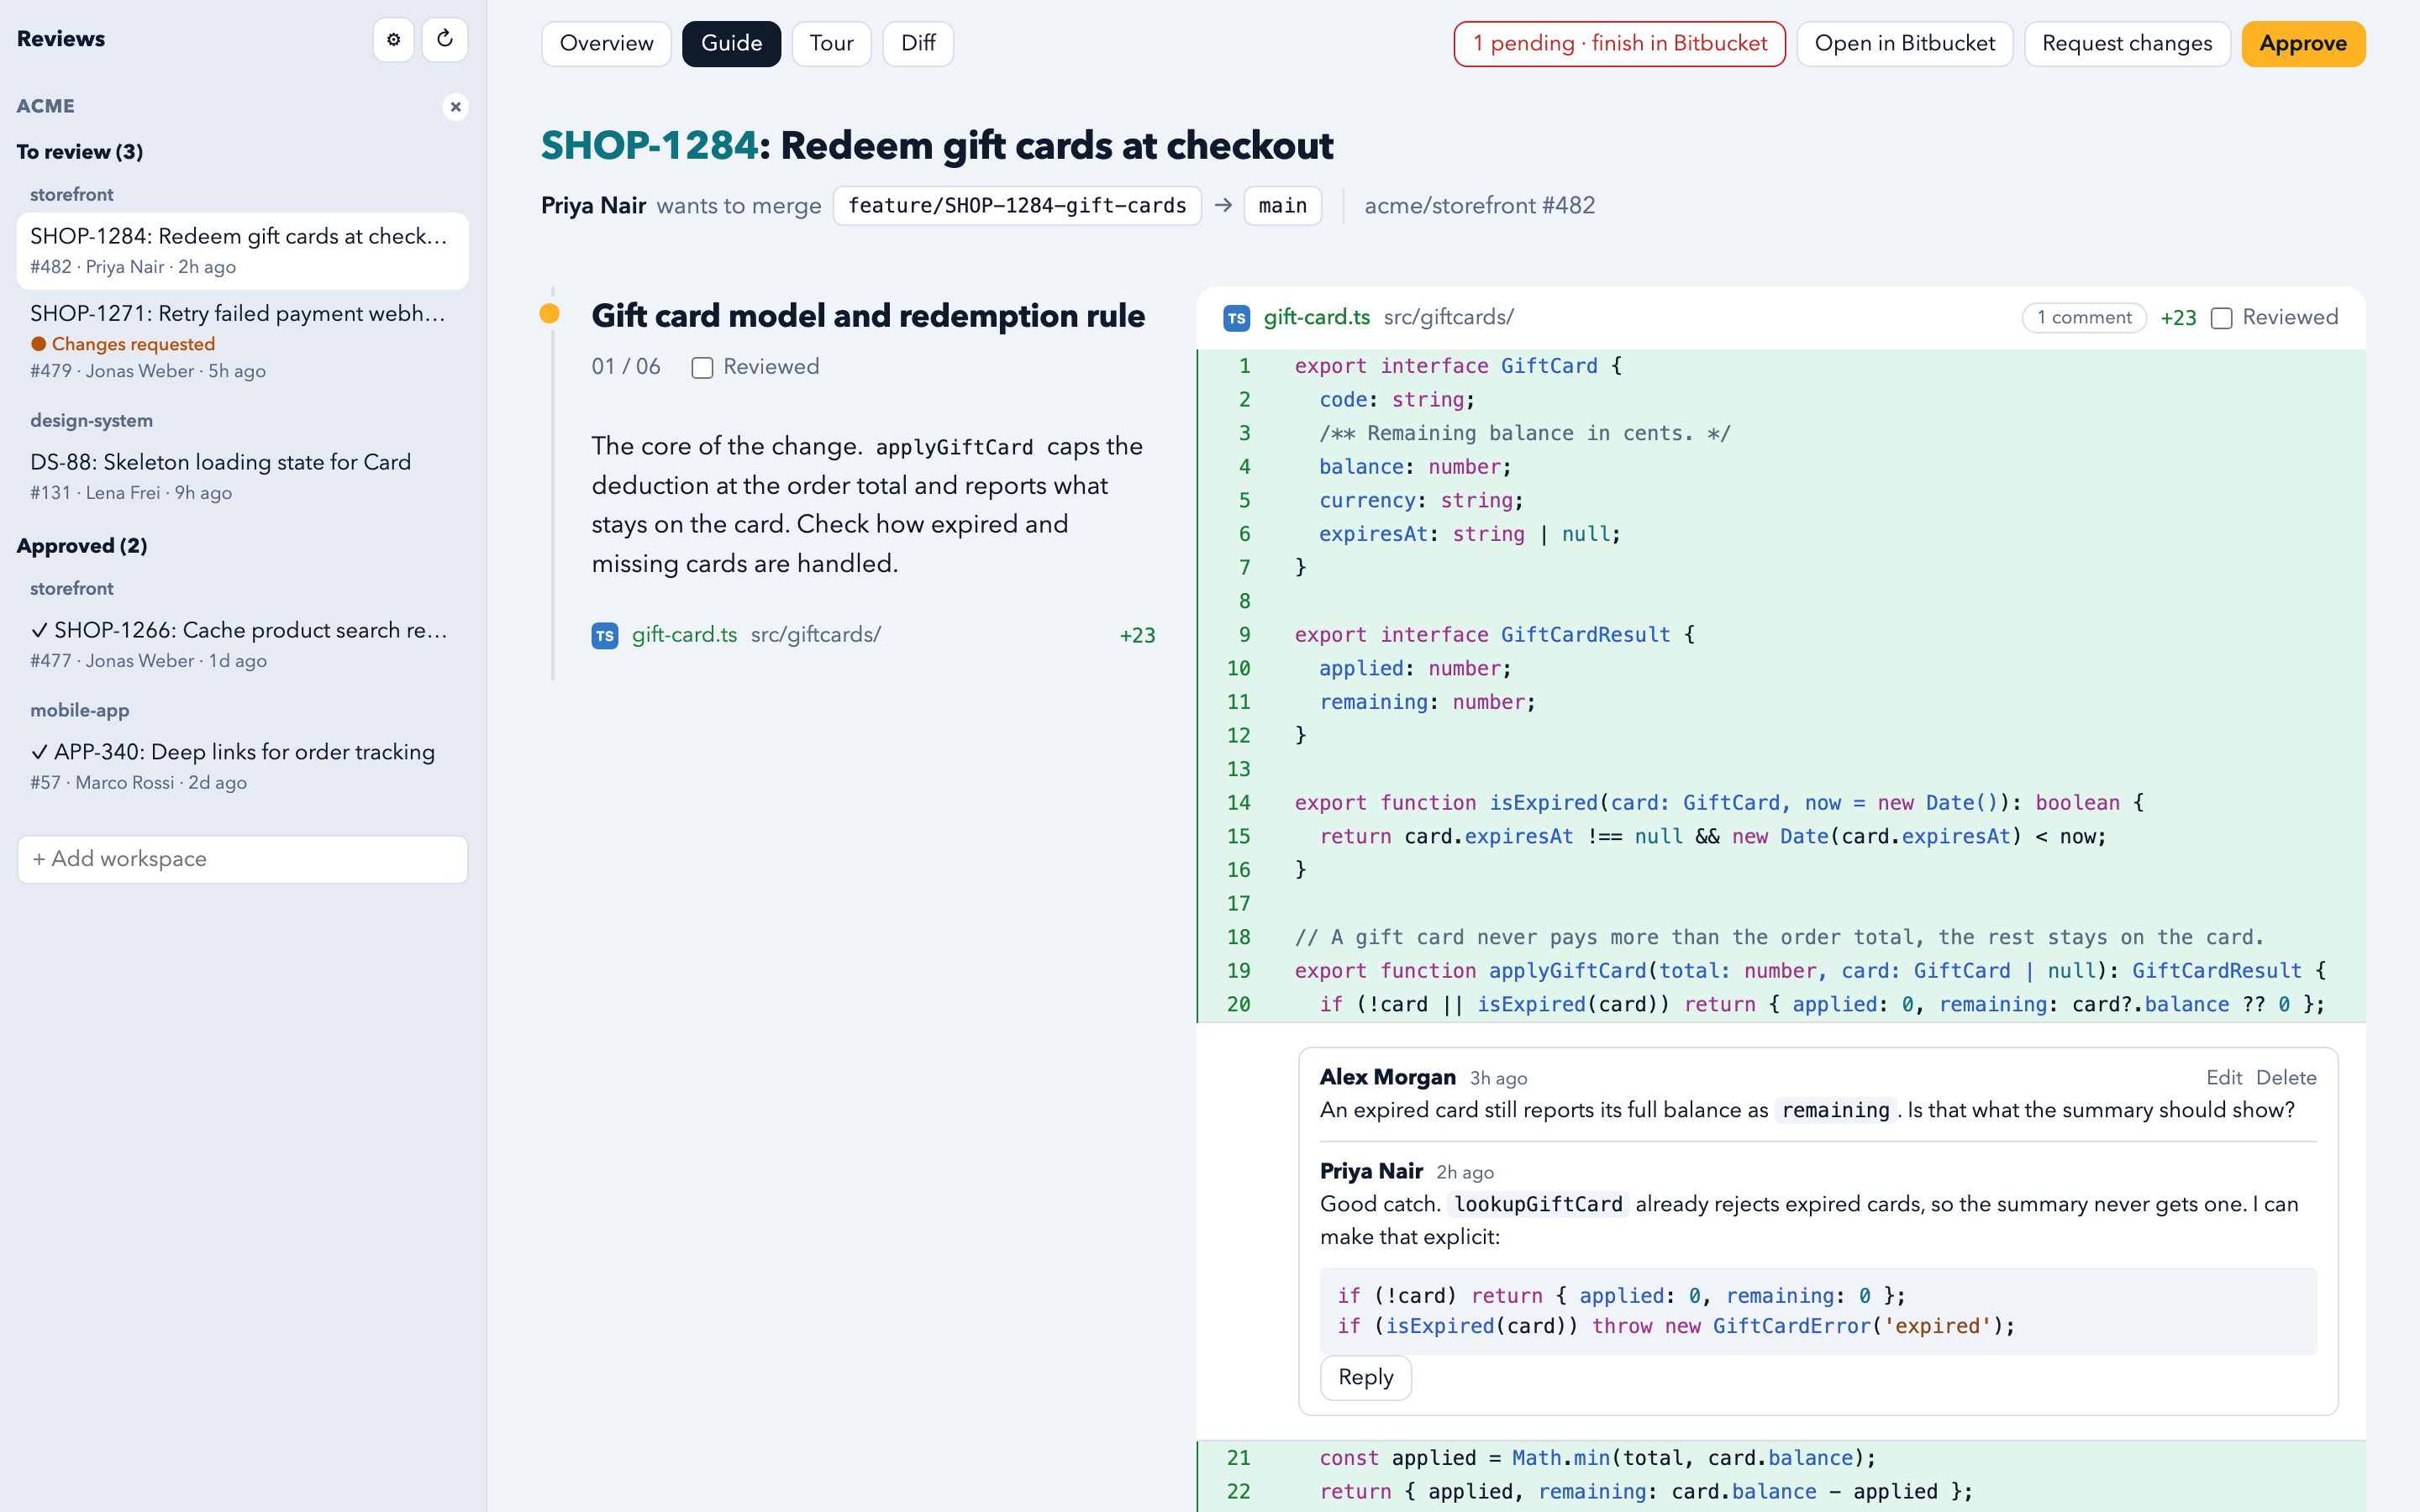 Reviews
ACME
To review (3)
storefront
SHOP-1284: Redeem gift cards at check…
#482 · Priya Nair · 2h ago
SHOP-1271: Retry failed payment webh…
Changes requested
#479 · Jonas Weber · 5h ago
design-system
DS-88: Skeleton loading state for Card
#131 · Lena Frei · 9h ago
Approved (2)
storefront
✓ SHOP-1266: Cache product search re…
#477 · Jonas Weber · 1d ago
mobile-app
✓ APP-340: Deep links for order tracking
#57 · Marco Rossi · 2d ago
+ Add workspace
Overview Guide Tour Diff
1 pending · finish in Bitbucket Open in Bitbucket Request changes Approve
SHOP-1284: Redeem gift cards at checkout
Priya Nair wants to merge feature/SHOP-1284-gift-cards → main acme/storefront #482
Gift card model and redemption rule
01 / 06 Reviewed
The core of the change. applyGiftCard caps the
deduction at the order total and reports what
stays on the card. Check how expired and
missing cards are handled.
TS gift-card.ts src/giftcards/ +23
TS gift-card.ts src/giftcards/ 1 comment +23 Reviewed
1 export interface GiftCard {
2 code: string;
3 /** Remaining balance in cents. */
4 balance: number;
5 currency: string;
6 expiresAt: string | null;
7 }
8
9 export interface GiftCardResult {
10 applied: number;
11 remaining: number;
12 }
13
14 export function isExpired(card: GiftCard, now = new Date()): boolean {
15 return card.expiresAt !== null && new Date(card.expiresAt) < now;
16 }
17
18 // A gift card never pays more than the order total, the rest stays on the card.
19 export function applyGiftCard(total: number, card: GiftCard | null): GiftCardResult {
20 if (!card || isExpired(card)) return { applied: 0, remaining: card?.balance ?? 0 };
Alex Morgan 3h ago Edit Delete
An expired card still reports its full balance as remaining. Is that what the summary should show?
Priya Nair 2h ago
Good catch. lookupGiftCard already rejects expired cards, so the summary never gets one. I can
make that explicit:
if (!card) return { applied: 0, remaining: 0 };
if (isExpired(card)) throw new GiftCardError('expired');
Reply
21 const applied = Math.min(total, card.balance);
22 return { applied, remaining: card.balance - applied };